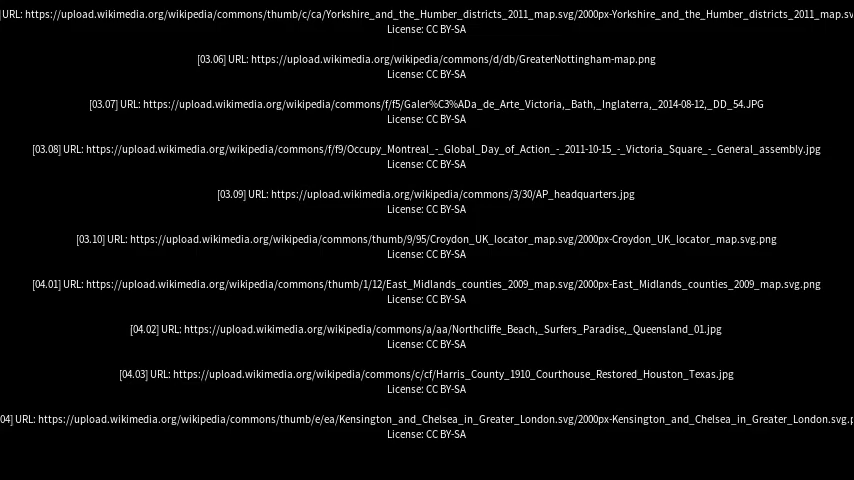 URL: https://upload.wikimedia.org/wikipedia/commons/thumb/c/ca/Yorkshire_and_the_Humber_districts_2011_map.svg/2000px-Yorkshire_and_the_Humber_districts_2011_map.sv
License: CC BY-SA
[03.06] URL: https://upload.wikimedia.org/wikipedia/commons/d/db/GreaterNottingham-map.png
License: CC BY-SA
[03.07] URL: https://upload.wikimedia.org/wikipedia/commons/f/f5/Galer%C3%ADa_de_Arte_Victoria,_Bath,_Inglaterra,_2014-08-12,_DD_54.JPG
License: CC BY-SA
[03.08] URL: https://upload.wikimedia.org/wikipedia/commons/f/f9/Occupy_Montreal_-_Global_Day_of_Action_-_2011-10-15_-_Victoria_Square_-_General_assembly.jpg
License: CC BY-SA
[03.09] URL: https://upload.wikimedia.org/wikipedia/commons/3/30/AP_headquarters.jpg
License: CC BY-SA
[03.10] URL: https://upload.wikimedia.org/wikipedia/commons/thumb/9/95/Croydon_UK_locator_map.svg/2000px-Croydon_UK_locator_map.svg.png
License: CC BY-SA
[04.01] URL: https://upload.wikimedia.org/wikipedia/commons/thumb/1/12/East_Midlands_counties_2009_map.svg/2000px-East_Midlands_counties_2009_map.svg.png
License: CC BY-SA
[04.02] URL: https://upload.wikimedia.org/wikipedia/commons/a/aa/Northcliffe_Beach,_Surfers_Paradise,_Queensland_01.jpg
License: CC BY-SA
[04.03] URL: https://upload.wikimedia.org/wikipedia/commons/c/cf/Harris_County_1910_Courthouse_Restored_Houston_Texas.jpg
License: CC BY-SA
04] URL: https://upload.wikimedia.org/wikipedia/commons/thumb/e/ea/Kensington_and_Chelsea_in_Greater_London.svg/2000px-Kensington_and_Chelsea_in_Greater_London.svg.p
License: CC BY-SA